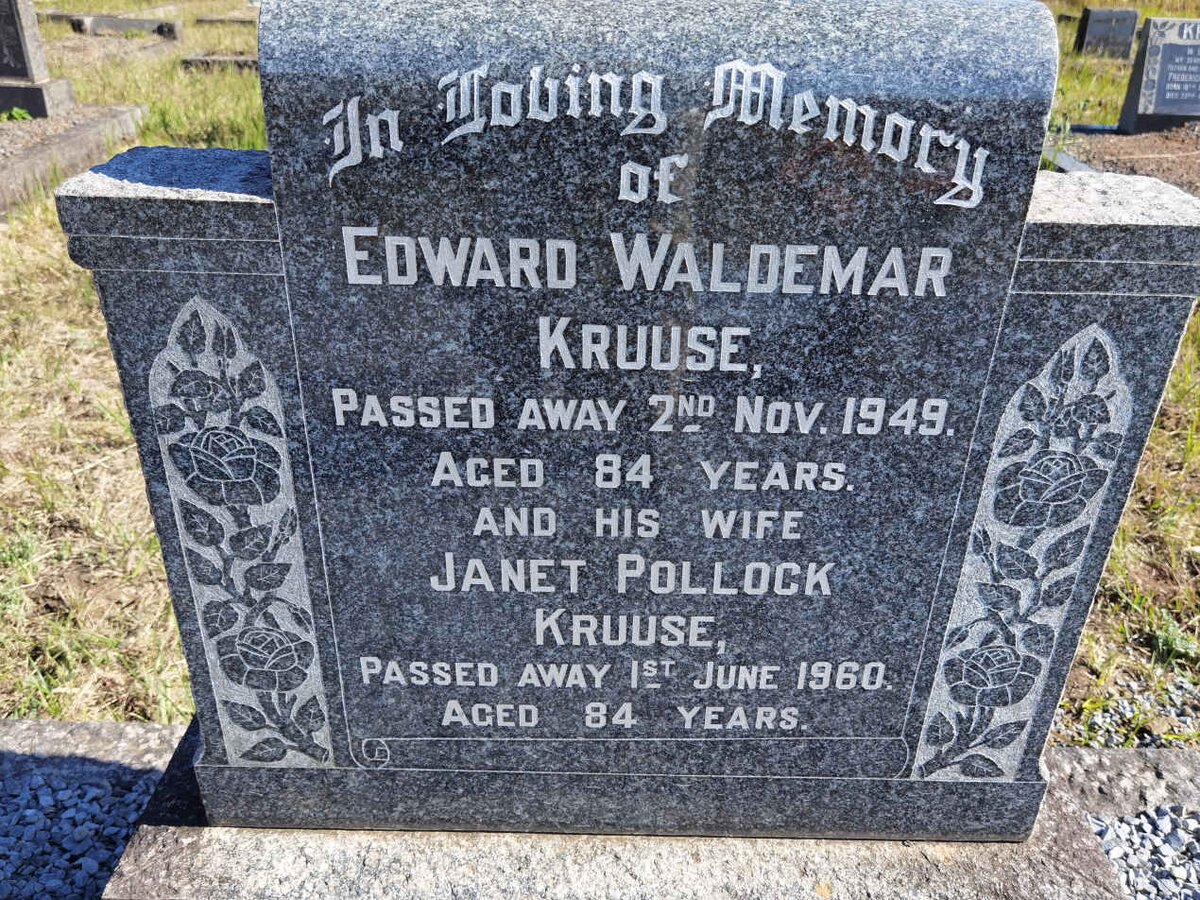 In Loving Memory
of
EDWARD WALDEMAR
KRUUSE,
PASSED AWAY 2ND NOV. 1949.
AGED 84 YEARS.
AND HIS WIFE
JANET POLLOCK
KRUUSE,
PASSED AWAY 1ST JUNE 1960.
AGED 84 YEARS.